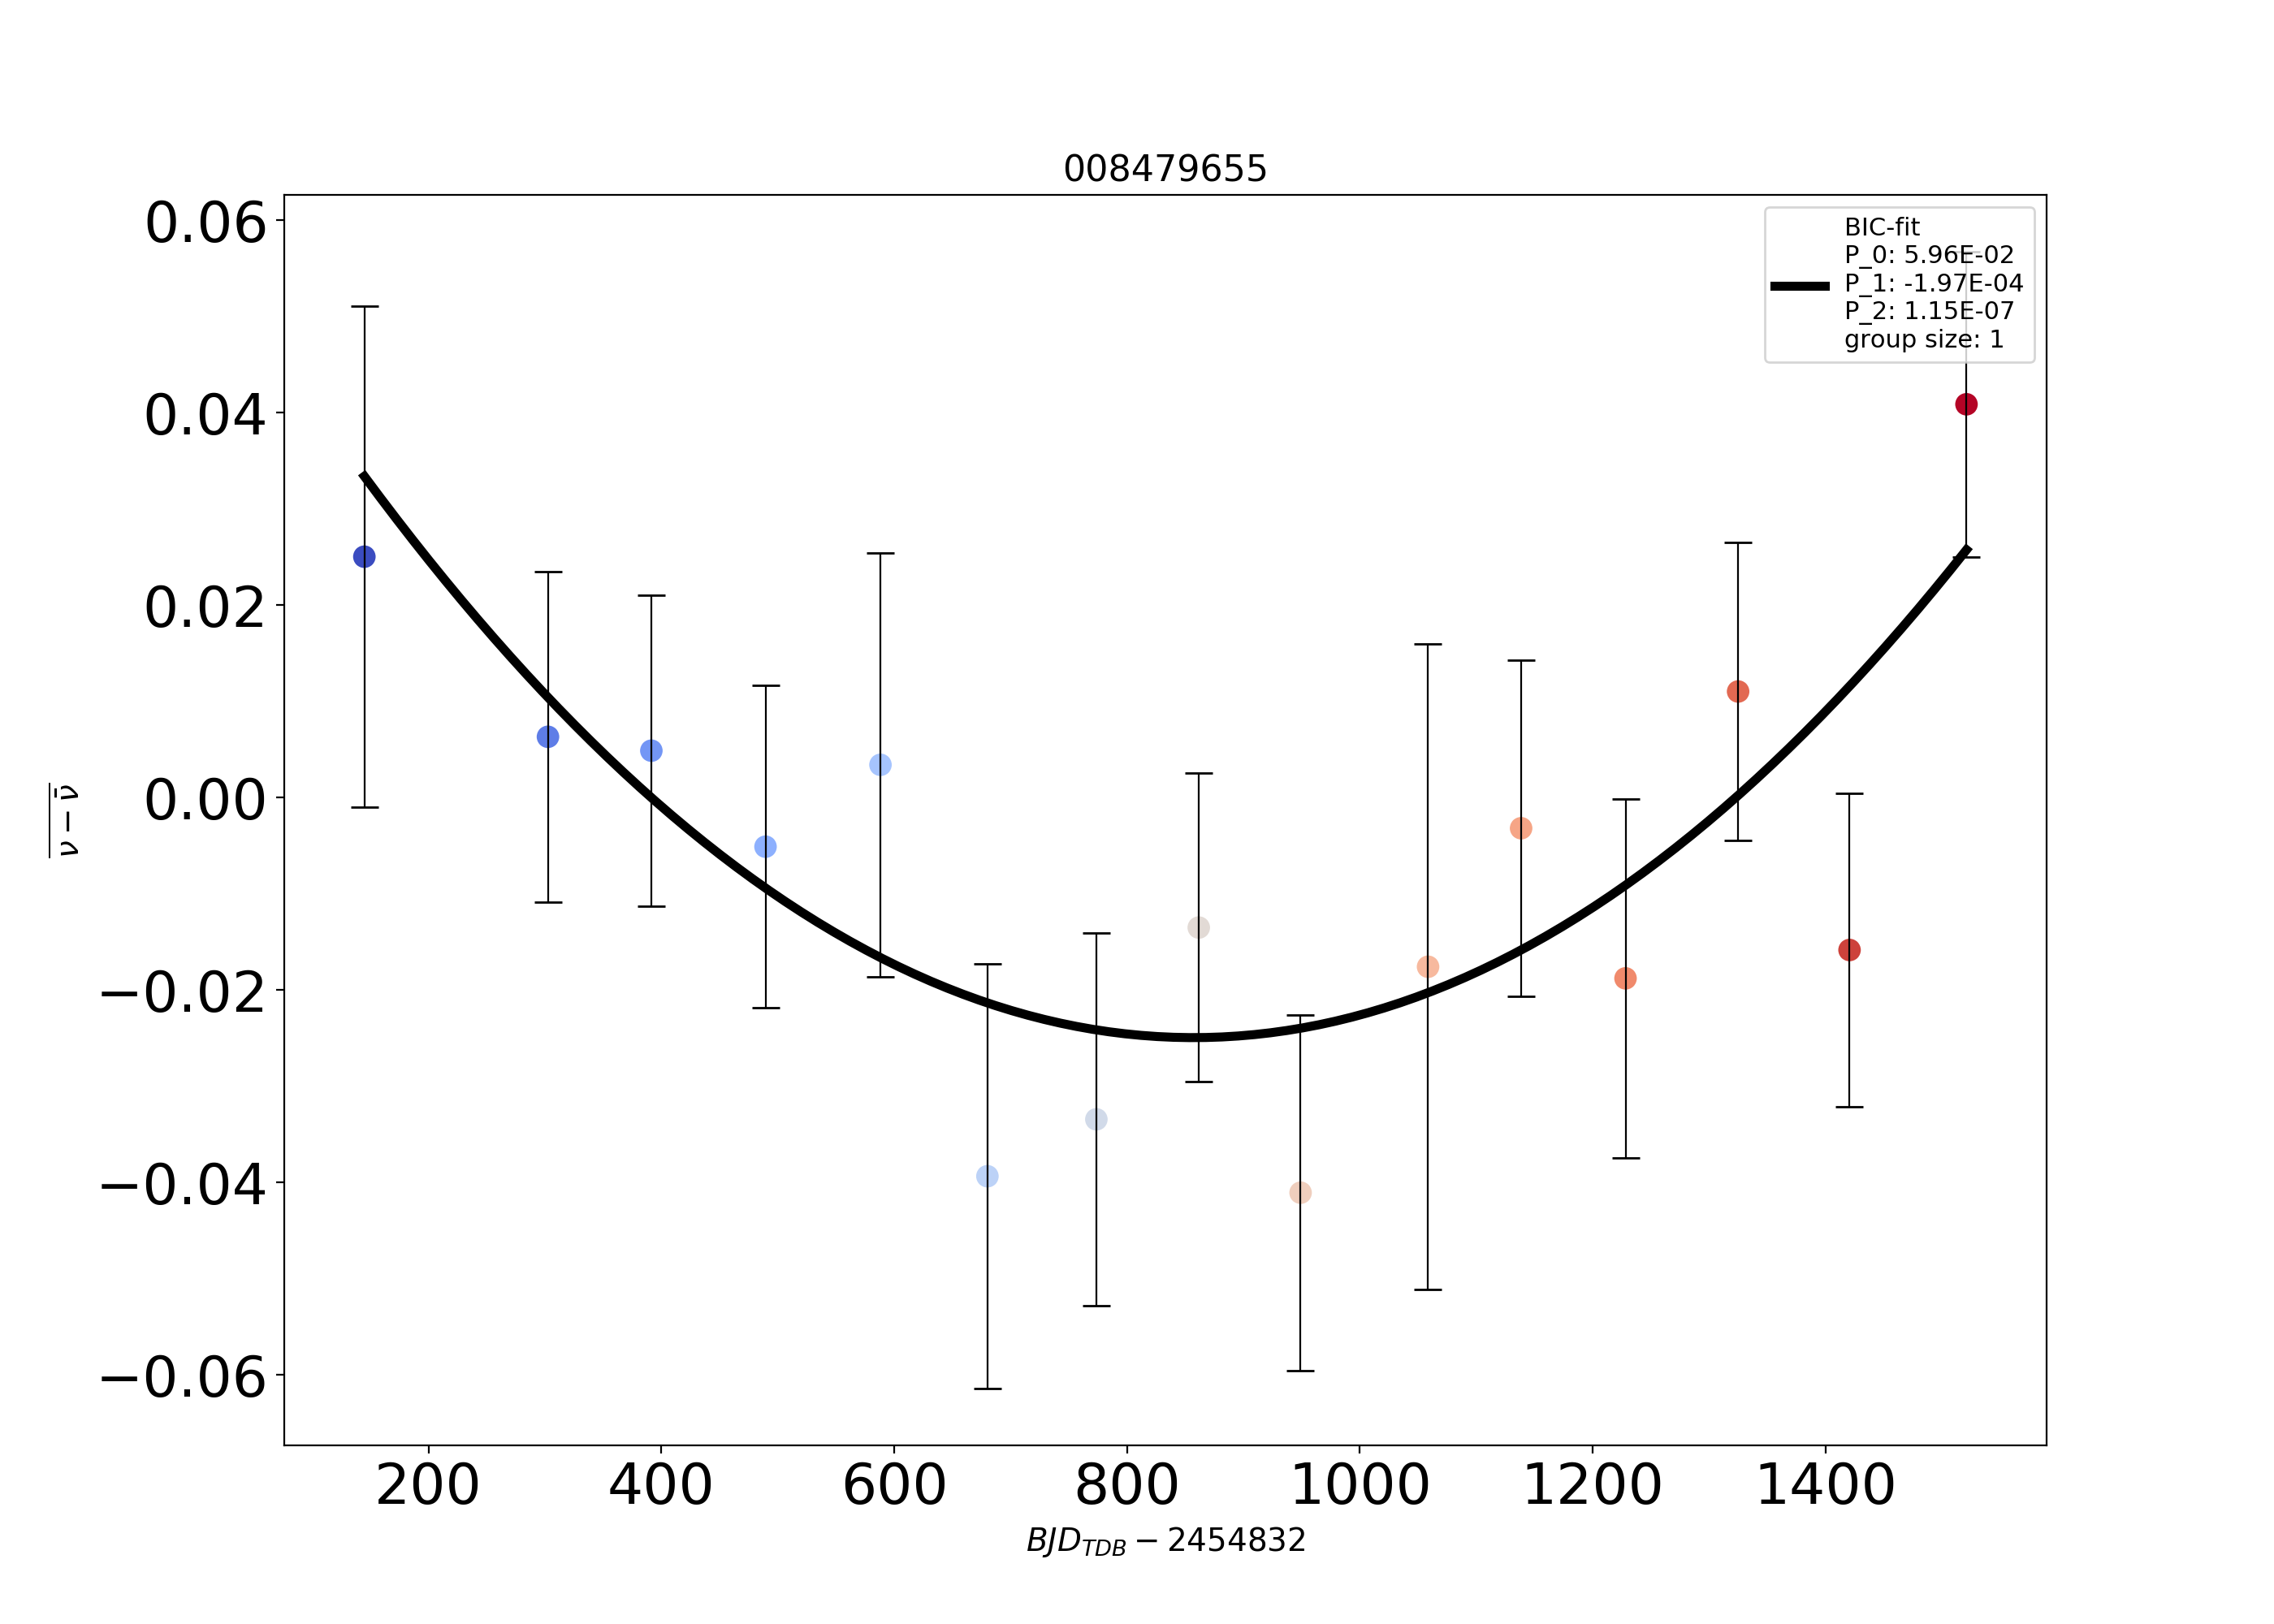 008479655
BIC-fit
P_0: 5.96E-02
P_1: -1.97E-04
P_2: 1.15E-07
group size: 1
0.06
0.04
0.02
0.00
−0.02
−0.04
−0.06
ν − ν̄
200 400 600 800 1000 1200 1400
BJD_TDB − 2454832